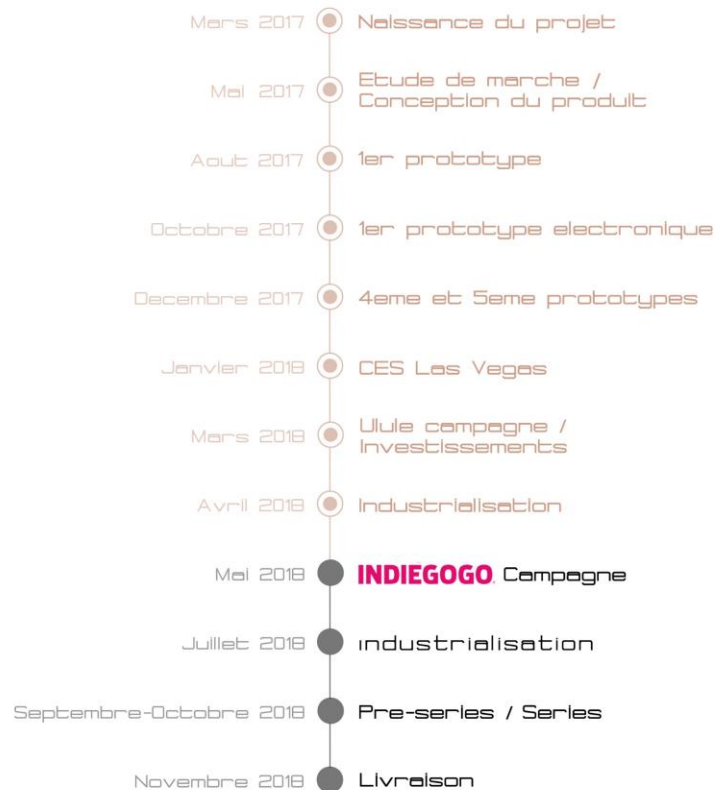 Mars 2017 Naissance du projet
Mai 2017 Etude de marche /
Conception du produit
Aout 2017 1er prototype
Octobre 2017 1er prototype electronique
Decembre 2017 4eme et 5eme prototypes
Janvier 2018 CES Las Vegas
Mars 2018 Ulule campagne /
Investissements
Avril 2018 Industrialisation
Mai 2018 INDIEGOGO. Campagne
Juillet 2018 industrialisation
Septembre-Octobre 2018 Pre-series / Series
Novembre 2018 Livraison